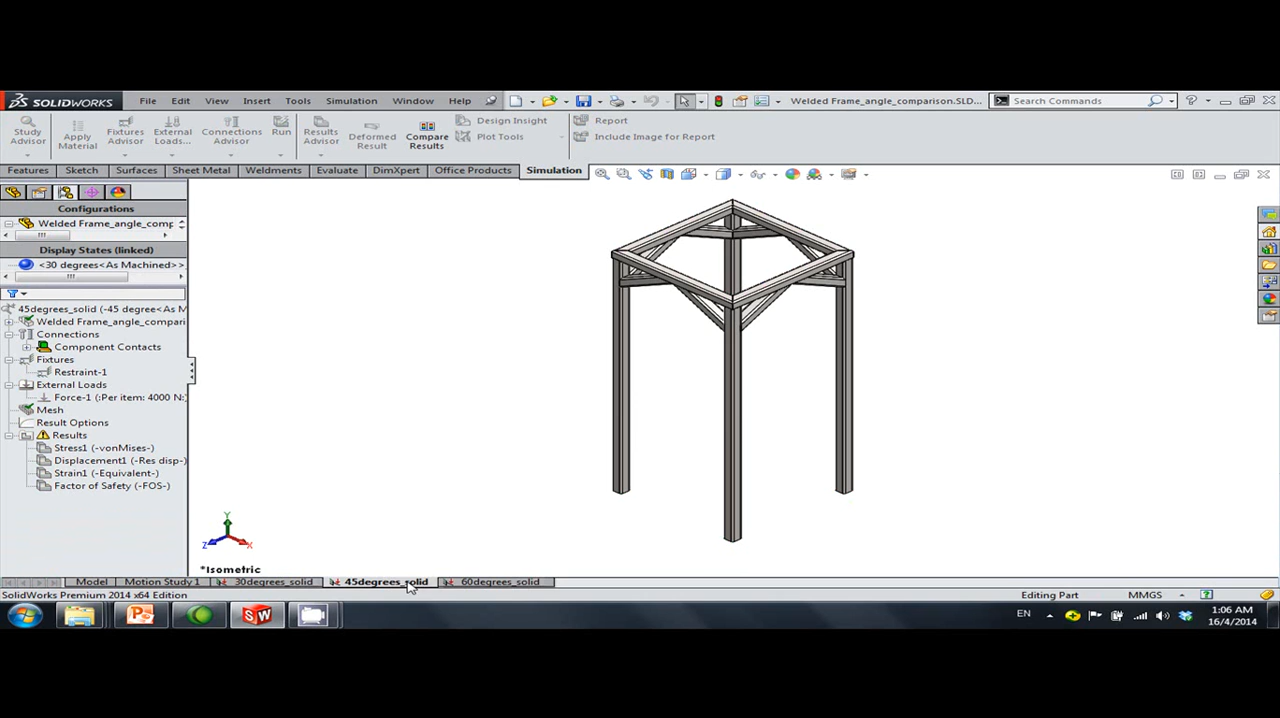 SOLIDWORKS File Edit View Insert Tools Simulation Window Help Welded Frame_angle_comparison.SLD... Search Commands
Study Advisor
Apply Material
Fixtures Advisor
External Loads...
Connections Advisor
Run
Results Advisor
Deformed Result
Compare Results
Design Insight
Plot Tools
Report
Include Image for Report
Features Sketch Surfaces Sheet Metal Weldments Evaluate DimXpert Office Products Simulation
Configurations
Welded Frame_angle_comp
Display States (linked)
<30 degrees<As Machined>>
45degrees_solid (-45 degree<As M
Welded Frame_angle_compari
Connections
Component Contacts
Fixtures
Restraint-1
External Loads
Force-1 (:Per item: 4000 N:
Mesh
Result Options
Results
Stress1 (-vonMises-)
Displacement1 (-Res disp-)
Strain1 (-Equivalent-)
Factor of Safety (-FOS-)
Y
Z X
*Isometric
Model Motion Study 1 30degrees_solid 45degrees_solid 60degrees_solid
SolidWorks Premium 2014 x64 Edition Editing Part MMGS
EN 1:06 AM
16/4/2014